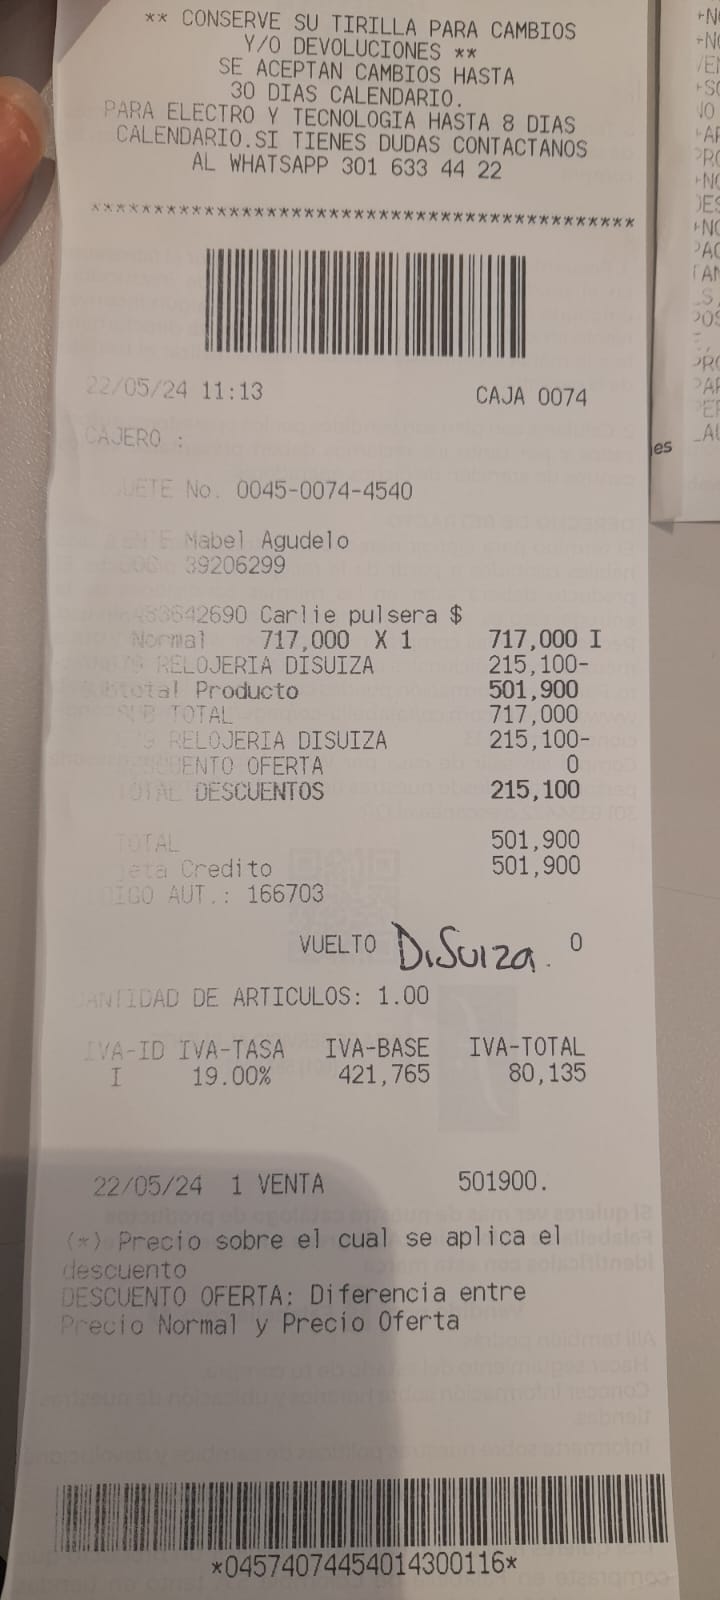 ** CONSERVE SU TIRILLA PARA CAMBIOS
Y/O DEVOLUCIONES **
SE ACEPTAN CAMBIOS HASTA
30 DIAS CALENDARIO.
PARA ELECTRO Y TECNOLOGIA HASTA 8 DIAS
CALENDARIO.SI TIENES DUDAS CONTACTANOS
AL WHATSAPP 301 633 44 22
******************************************
22/05/24 11:13 CAJA 0074
CAJERO :
No. 0045-0074-4540
Mabel Agudelo
39206299
Carlie pulsera $
Normal 717,000 X 1 717,000 I
RELOJERIA DISUIZA 215,100-
Subtotal Producto 501,900
SUB TOTAL 717,000
RELOJERIA DISUIZA 215,100-
DESCUENTO OFERTA 0
TOTAL DESCUENTOS 215,100
TOTAL 501,900
Credito 501,900
AUT.: 166703
VUELTO DiSuiza. 0
CANTIDAD DE ARTICULOS: 1.00
IVA-ID IVA-TASA IVA-BASE IVA-TOTAL
I 19.00% 421,765 80,135
22/05/24 1 VENTA 501900.
(*) Precio sobre el cual se aplica el
descuento
DESCUENTO OFERTA: Diferencia entre
Precio Normal y Precio Oferta
*04574074454014300116*